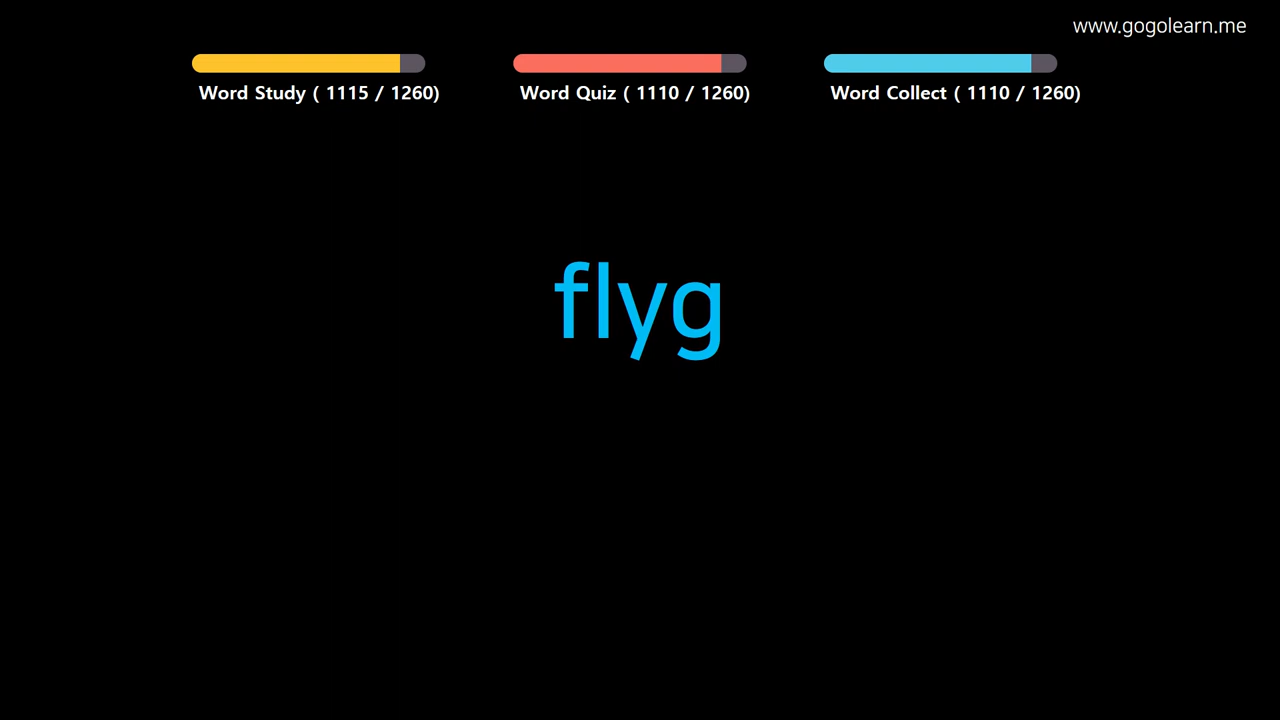 www.gogolearn.me
Word Study ( 1115 / 1260)
Word Quiz ( 1110 / 1260)
Word Collect ( 1110 / 1260)
flyg